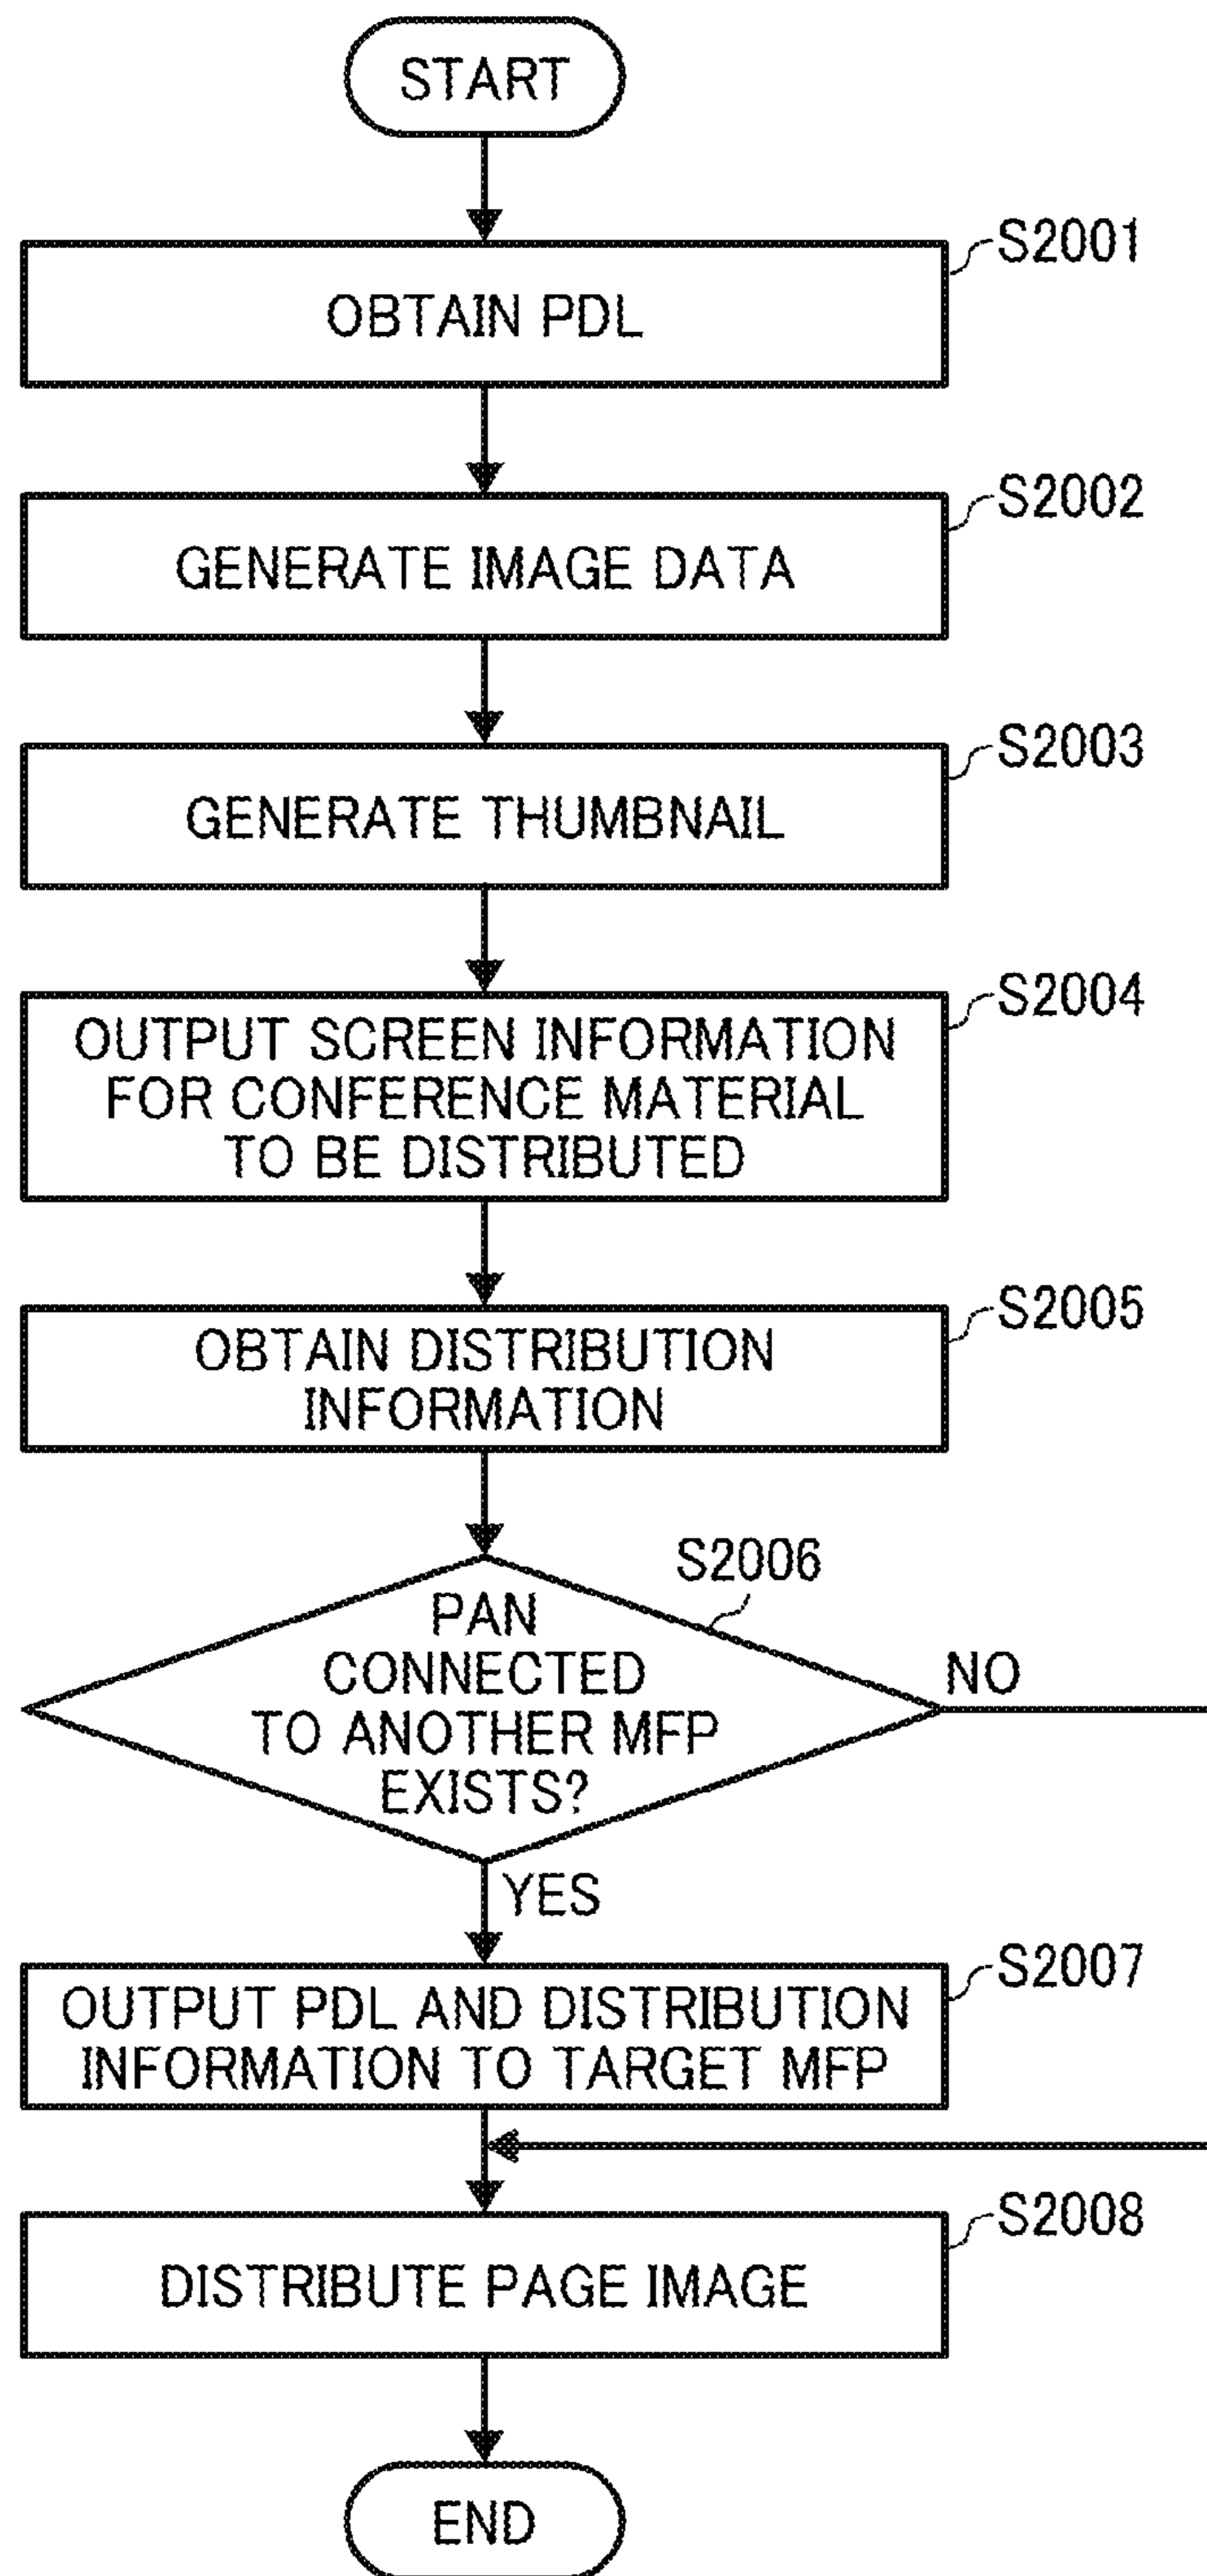 START
S2001
OBTAIN PDL
S2002
GENERATE IMAGE DATA
S2003
GENERATE THUMBNAIL
S2004
OUTPUT SCREEN INFORMATION
FOR CONFERENCE MATERIAL
TO BE DISTRIBUTED
S2005
OBTAIN DISTRIBUTION
INFORMATION
S2006
PAN
CONNECTED
TO ANOTHER MFP
EXISTS?
NO
YES
S2007
OUTPUT PDL AND DISTRIBUTION
INFORMATION TO TARGET MFP
S2008
DISTRIBUTE PAGE IMAGE
END